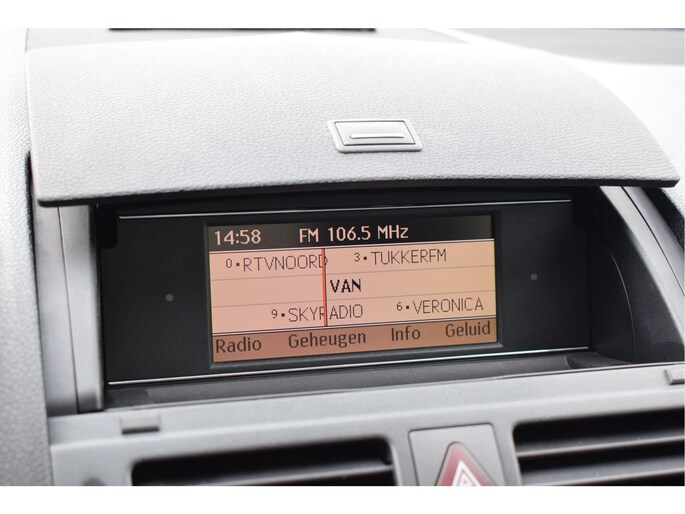 14:58 FM 106.5 MHz
0•RTVNOORD 3•TUKKERFM
VAN
9•SKYRADIO 6•VERONICA
Radio Geheugen Info Geluid